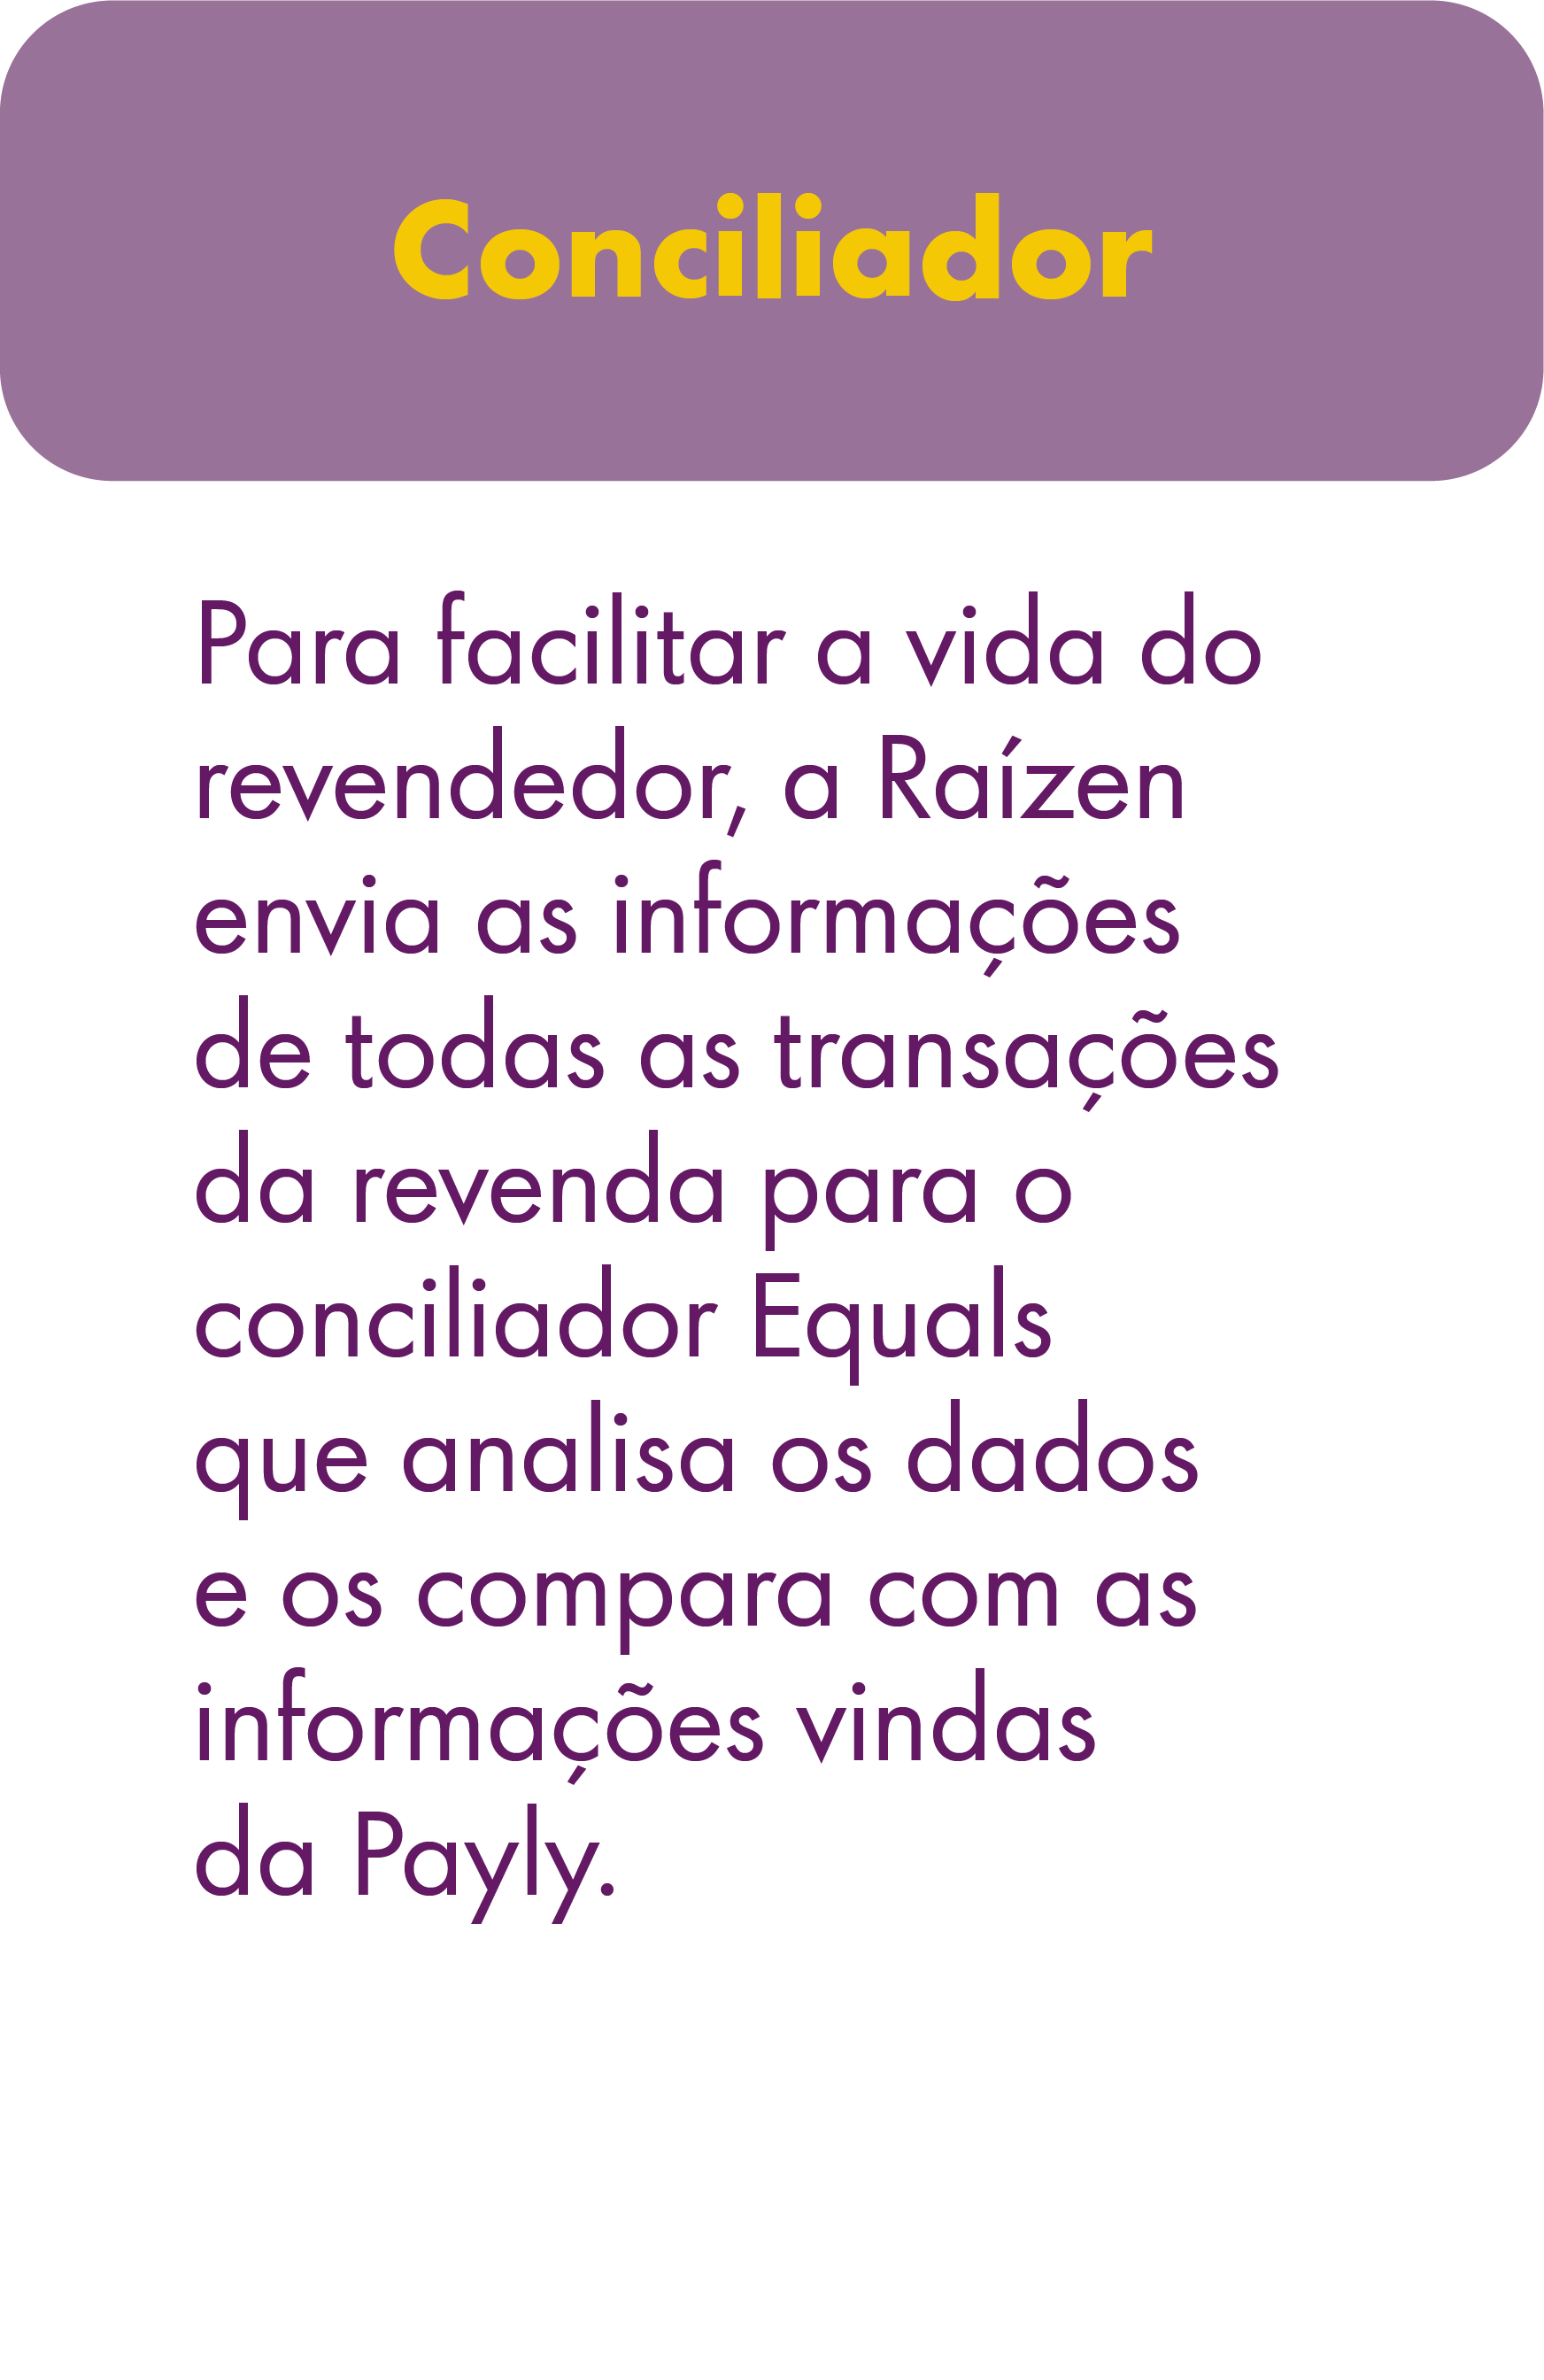 Conciliador
Para facilitar a vida do
revendedor, a Raízen
envia as informações
de todas as transações
da revenda para o
conciliador Equals
que analisa os dados
e os compara com as
informações vindas
da Payly.